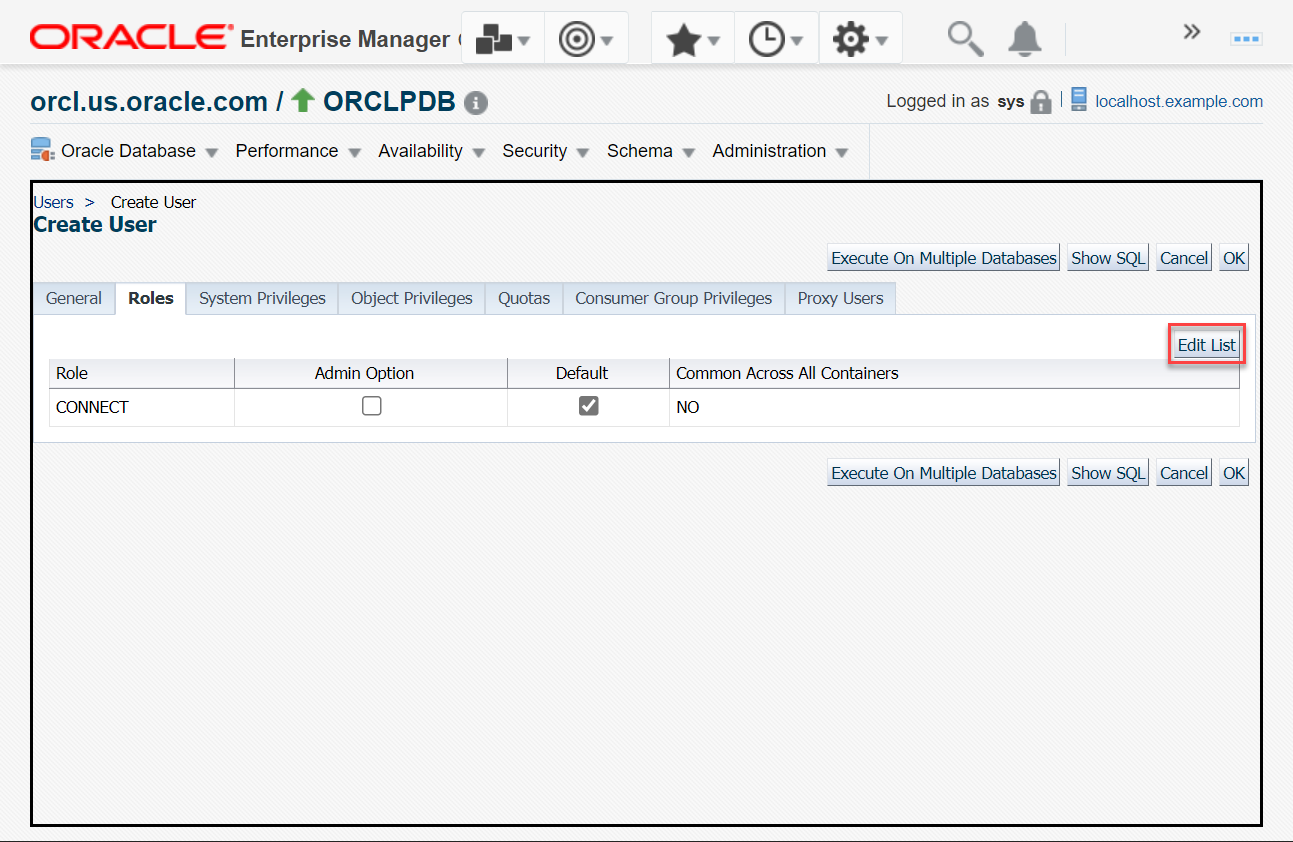 ORACLE Enterprise Manager
orcl.us.oracle.com / ORCLPDB
Logged in as sys localhost.example.com
Oracle Database Performance Availability Security Schema Administration
Users > Create User
Create User
Execute On Multiple Databases Show SQL Cancel OK
General Roles System Privileges Object Privileges Quotas Consumer Group Privileges Proxy Users
Edit List
Role Admin Option Default Common Across All Containers
CONNECT NO
Execute On Multiple Databases Show SQL Cancel OK